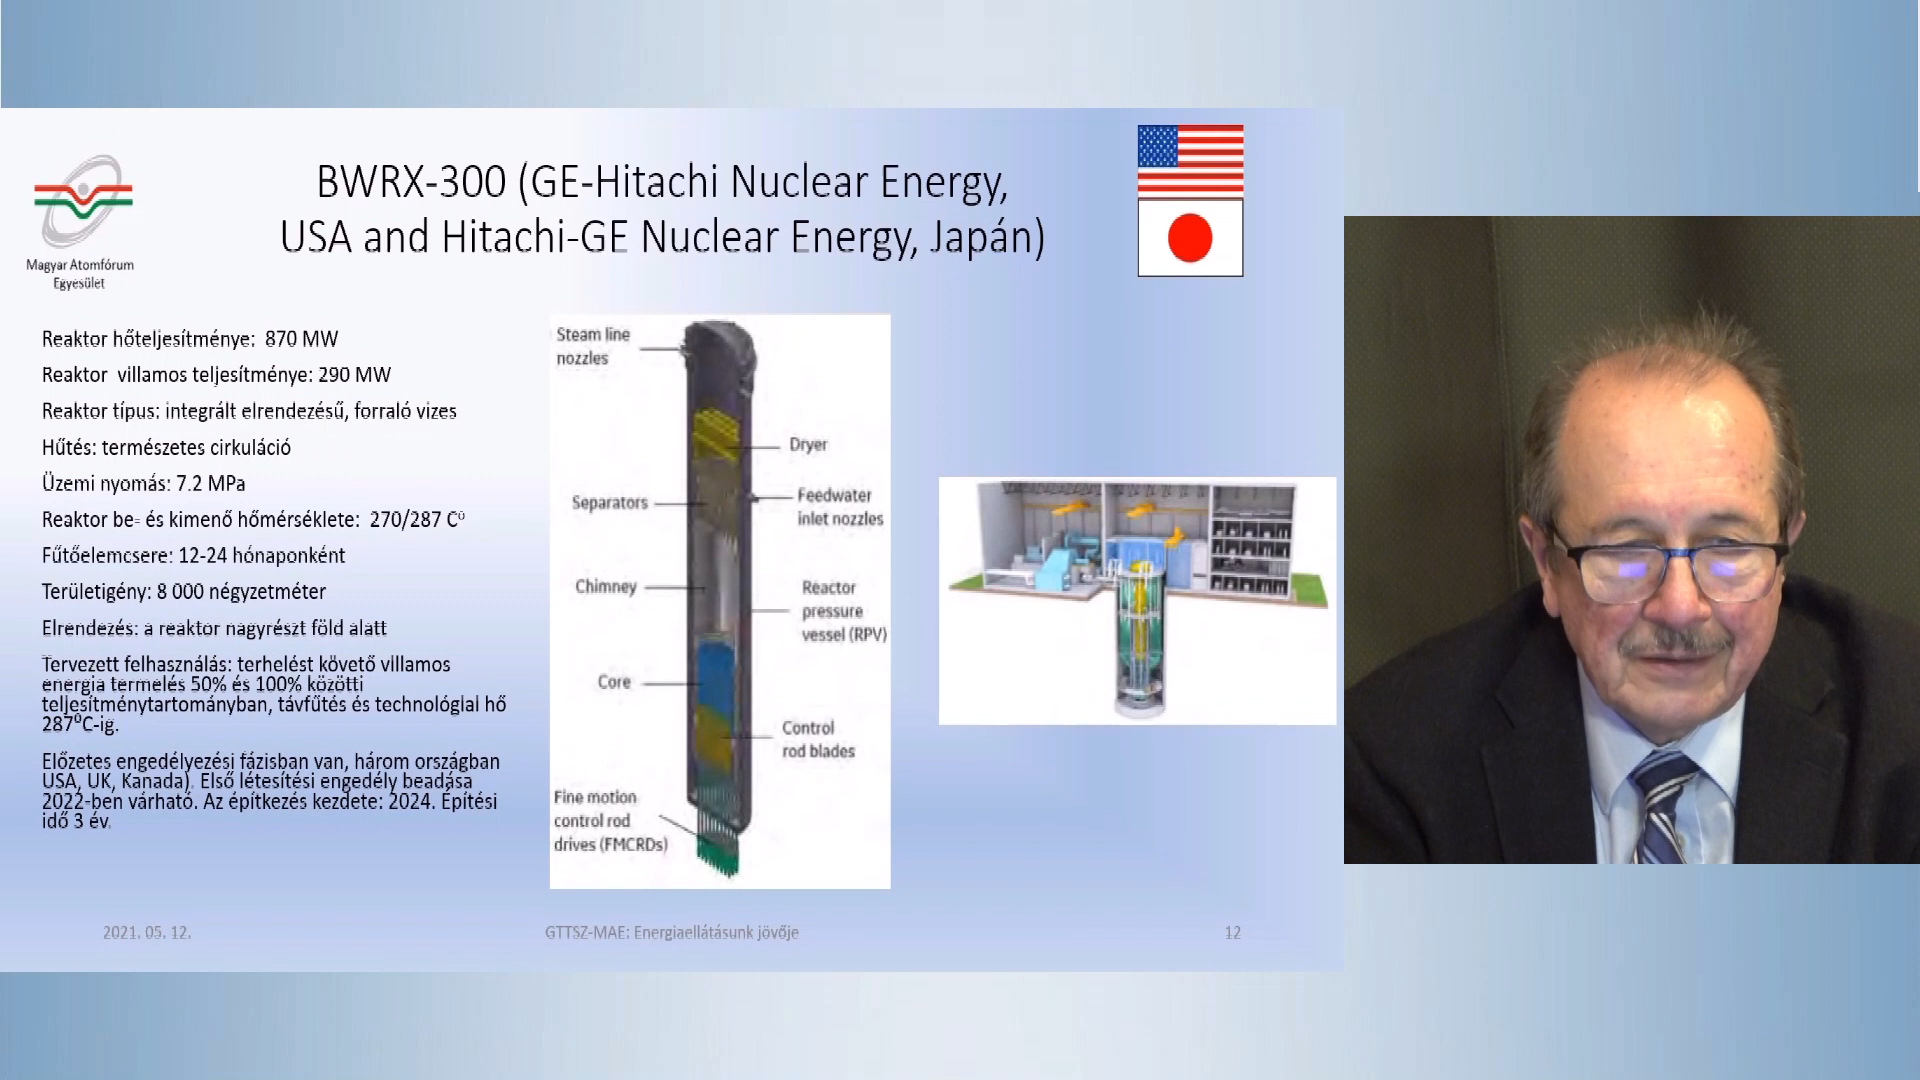 BWRX-300 (GE-Hitachi Nuclear Energy,
USA and Hitachi-GE Nuclear Energy, Japán)
Magyar Atomfórum
Egyesület
Reaktor hőteljesítménye: 870 MW
Reaktor villamos teljesítménye: 290 MW
Reaktor típus: integrált elrendezésű, forraló vizes
Hűtés: természetes cirkuláció
Üzemi nyomás: 7.2 MPa
Reaktor be- és kimenő hőmérséklete: 270/287 C⁰
Fűtőelemcsere: 12-24 hónaponként
Területigény: 8 000 négyzetméter
Elrendezés: a reaktor nagyrészt föld alatt
Tervezett felhasználás: terhelést követő villamos
energia termelés 50% és 100% közötti
teljesítménytartományban, távfűtés és technológiai hő
287⁰C-ig.
Előzetes engedélyezési fázisban van, három országban
USA, UK, Kanada). Első létesítési engedély beadása
2022-ben várható. Az építkezés kezdete: 2024. Építési
idő 3 év.
Steam line
nozzles
Dryer
Separators
Feedwater
inlet nozzles
Chimney
Reactor
pressure
vessel (RPV)
Core
Control
rod blades
Fine motion
control rod
drives (FMCRDs)
2021. 05. 12.
GTTSZ-MAE: Energiaellátásunk jövője
12